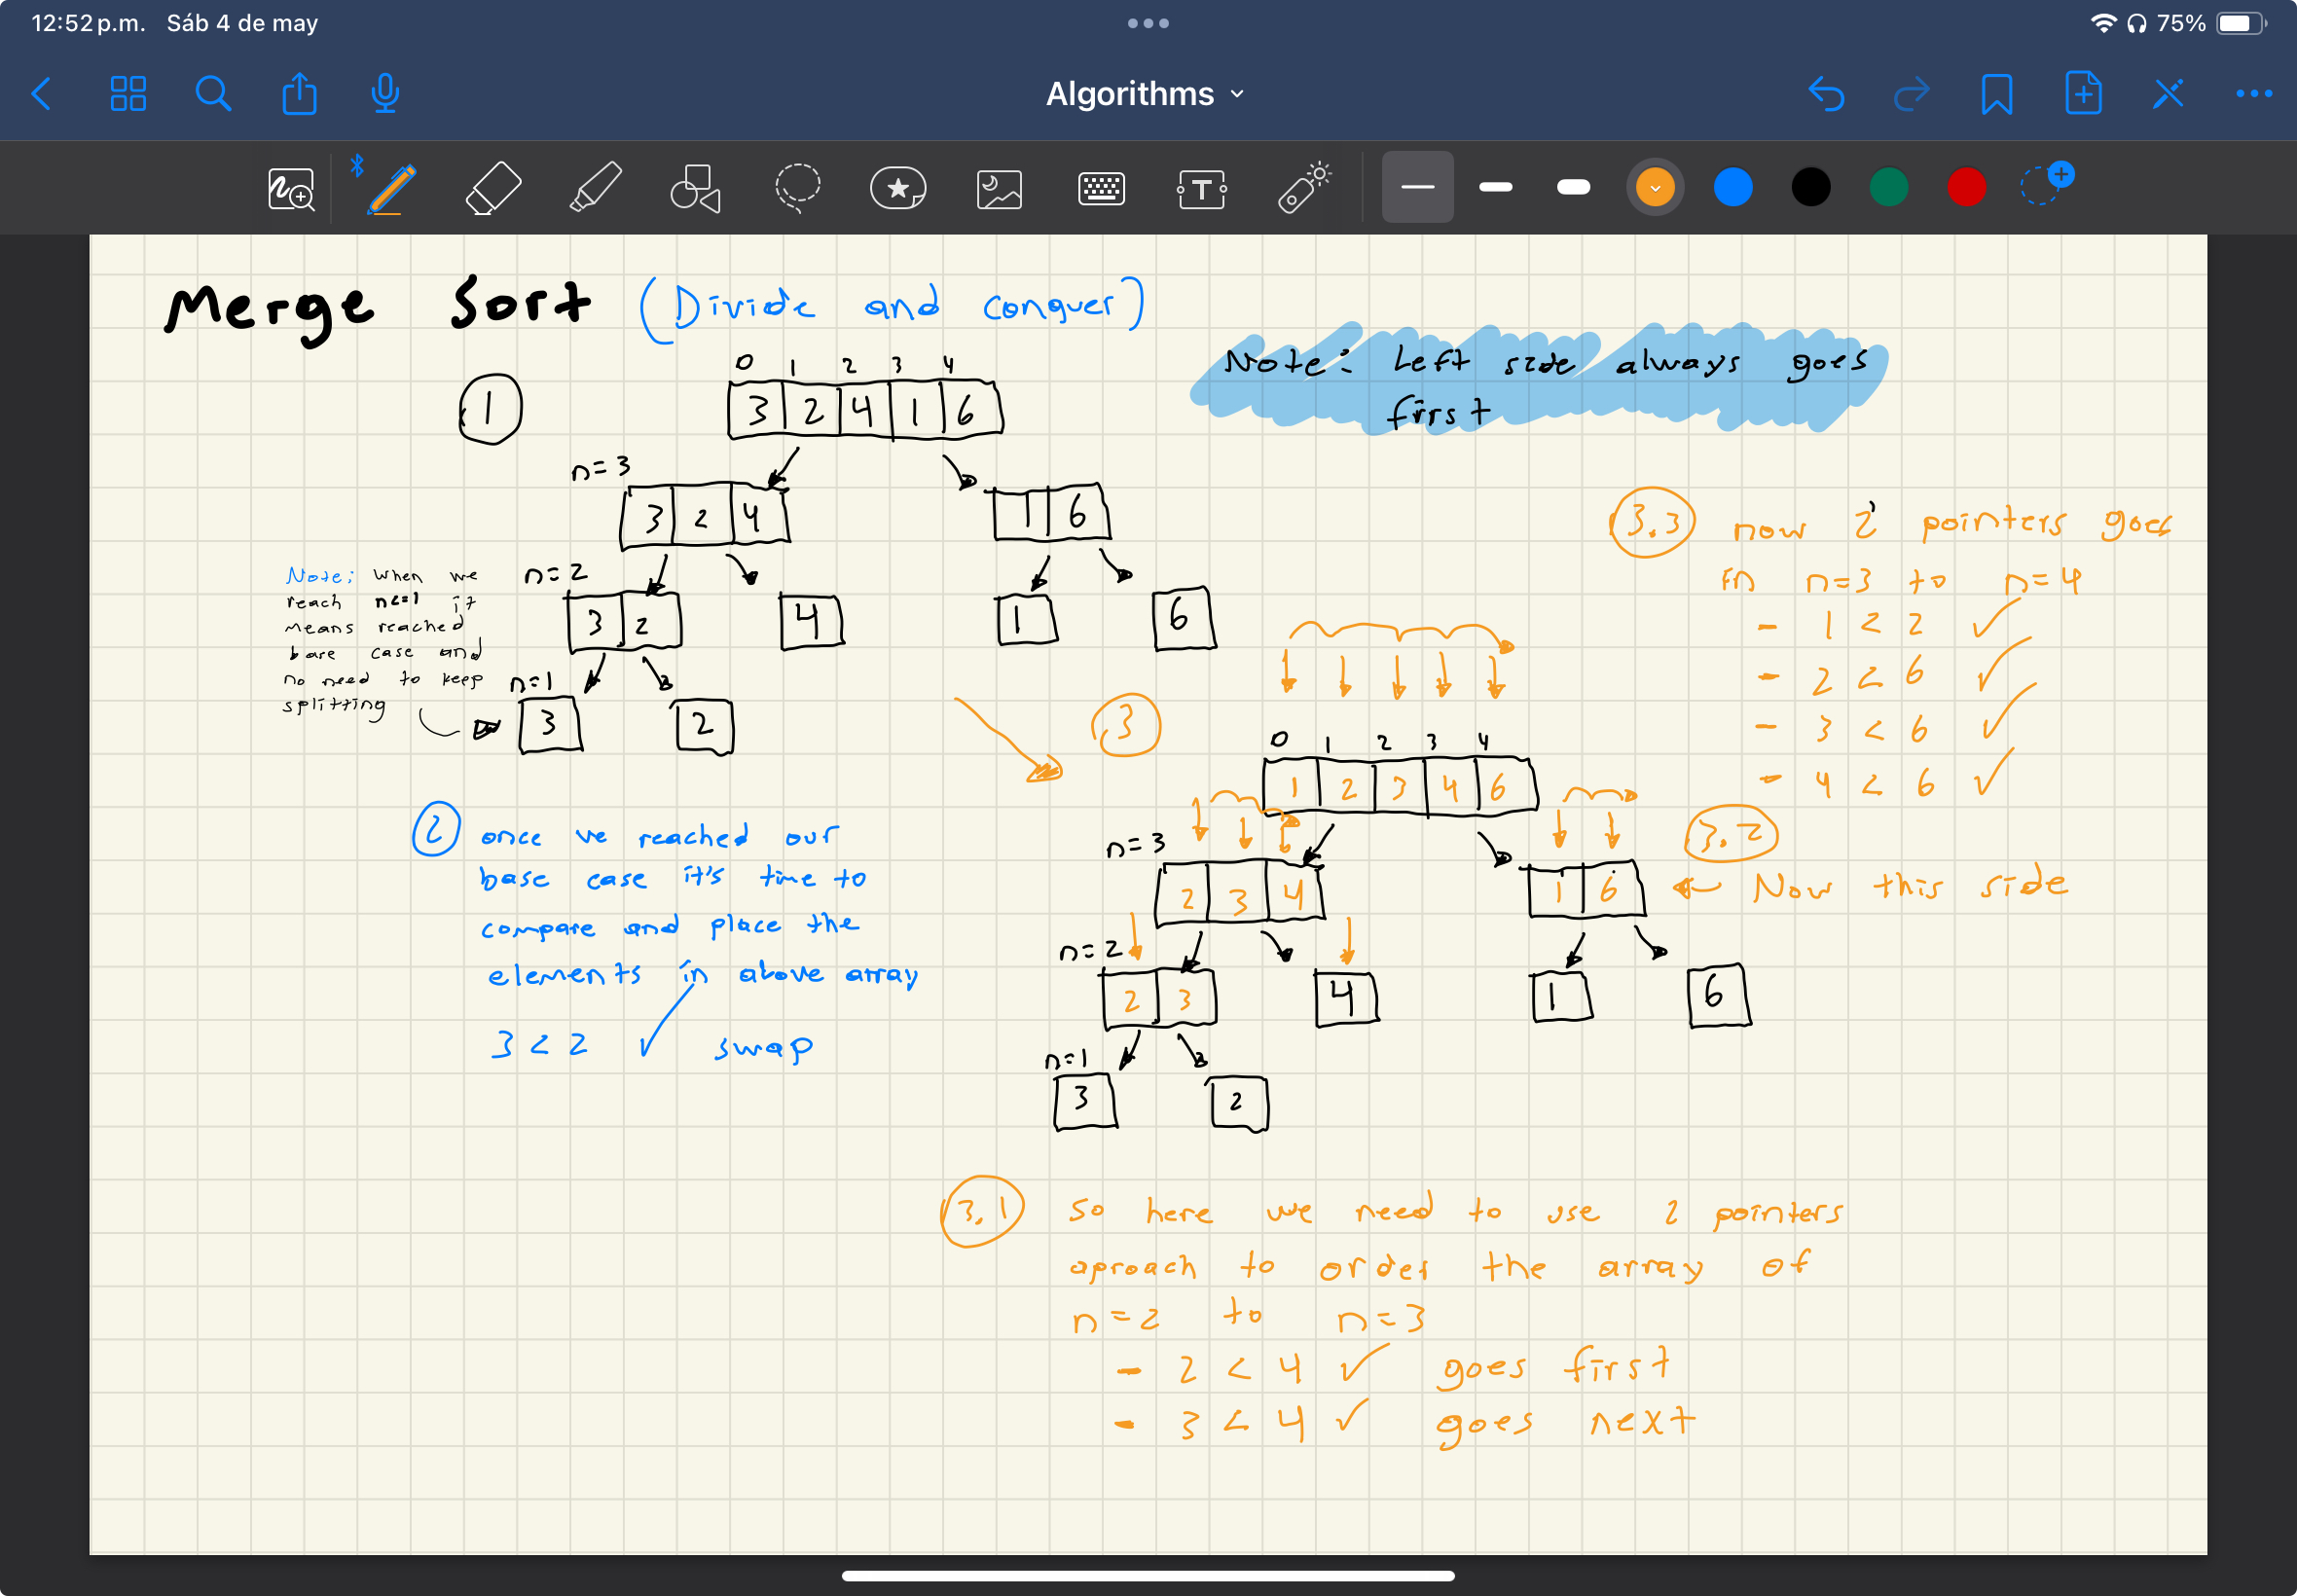 12:52 p.m. Sáb 4 de may
75%
Algorithms
Merge Sort (Divide and conquer)
Note: Left side always goes
first
1
0 1 2 3 4
3 2 4 1 6
n=3
3 2 4
1 6
n=2
3 2
4
1
6
n=1
3
2
Note: When we
reach n<=1 it
means reached
base case and
no need to keep
splitting
2 once we reached our
base case it's time to
compare and place the
elements in above array
3 < 2 ✓ swap
3
0 1 2 3 4
1 2 3 4 6
n=3
2 3 4
1 6
n=2
2 3
4
1
6
n=1
3
2
3.1 So here we need to use 2 pointers
aproach to order the array of
n=2 to n=3
- 2 < 4 ✓ goes first
- 3 < 4 ✓ goes next
3.2
← Now this side
3.3 now 2 pointers goes
in n=3 to n=4
- 1 < 2 ✓
- 2 < 6 ✓
- 3 < 6 ✓
- 4 < 6 ✓